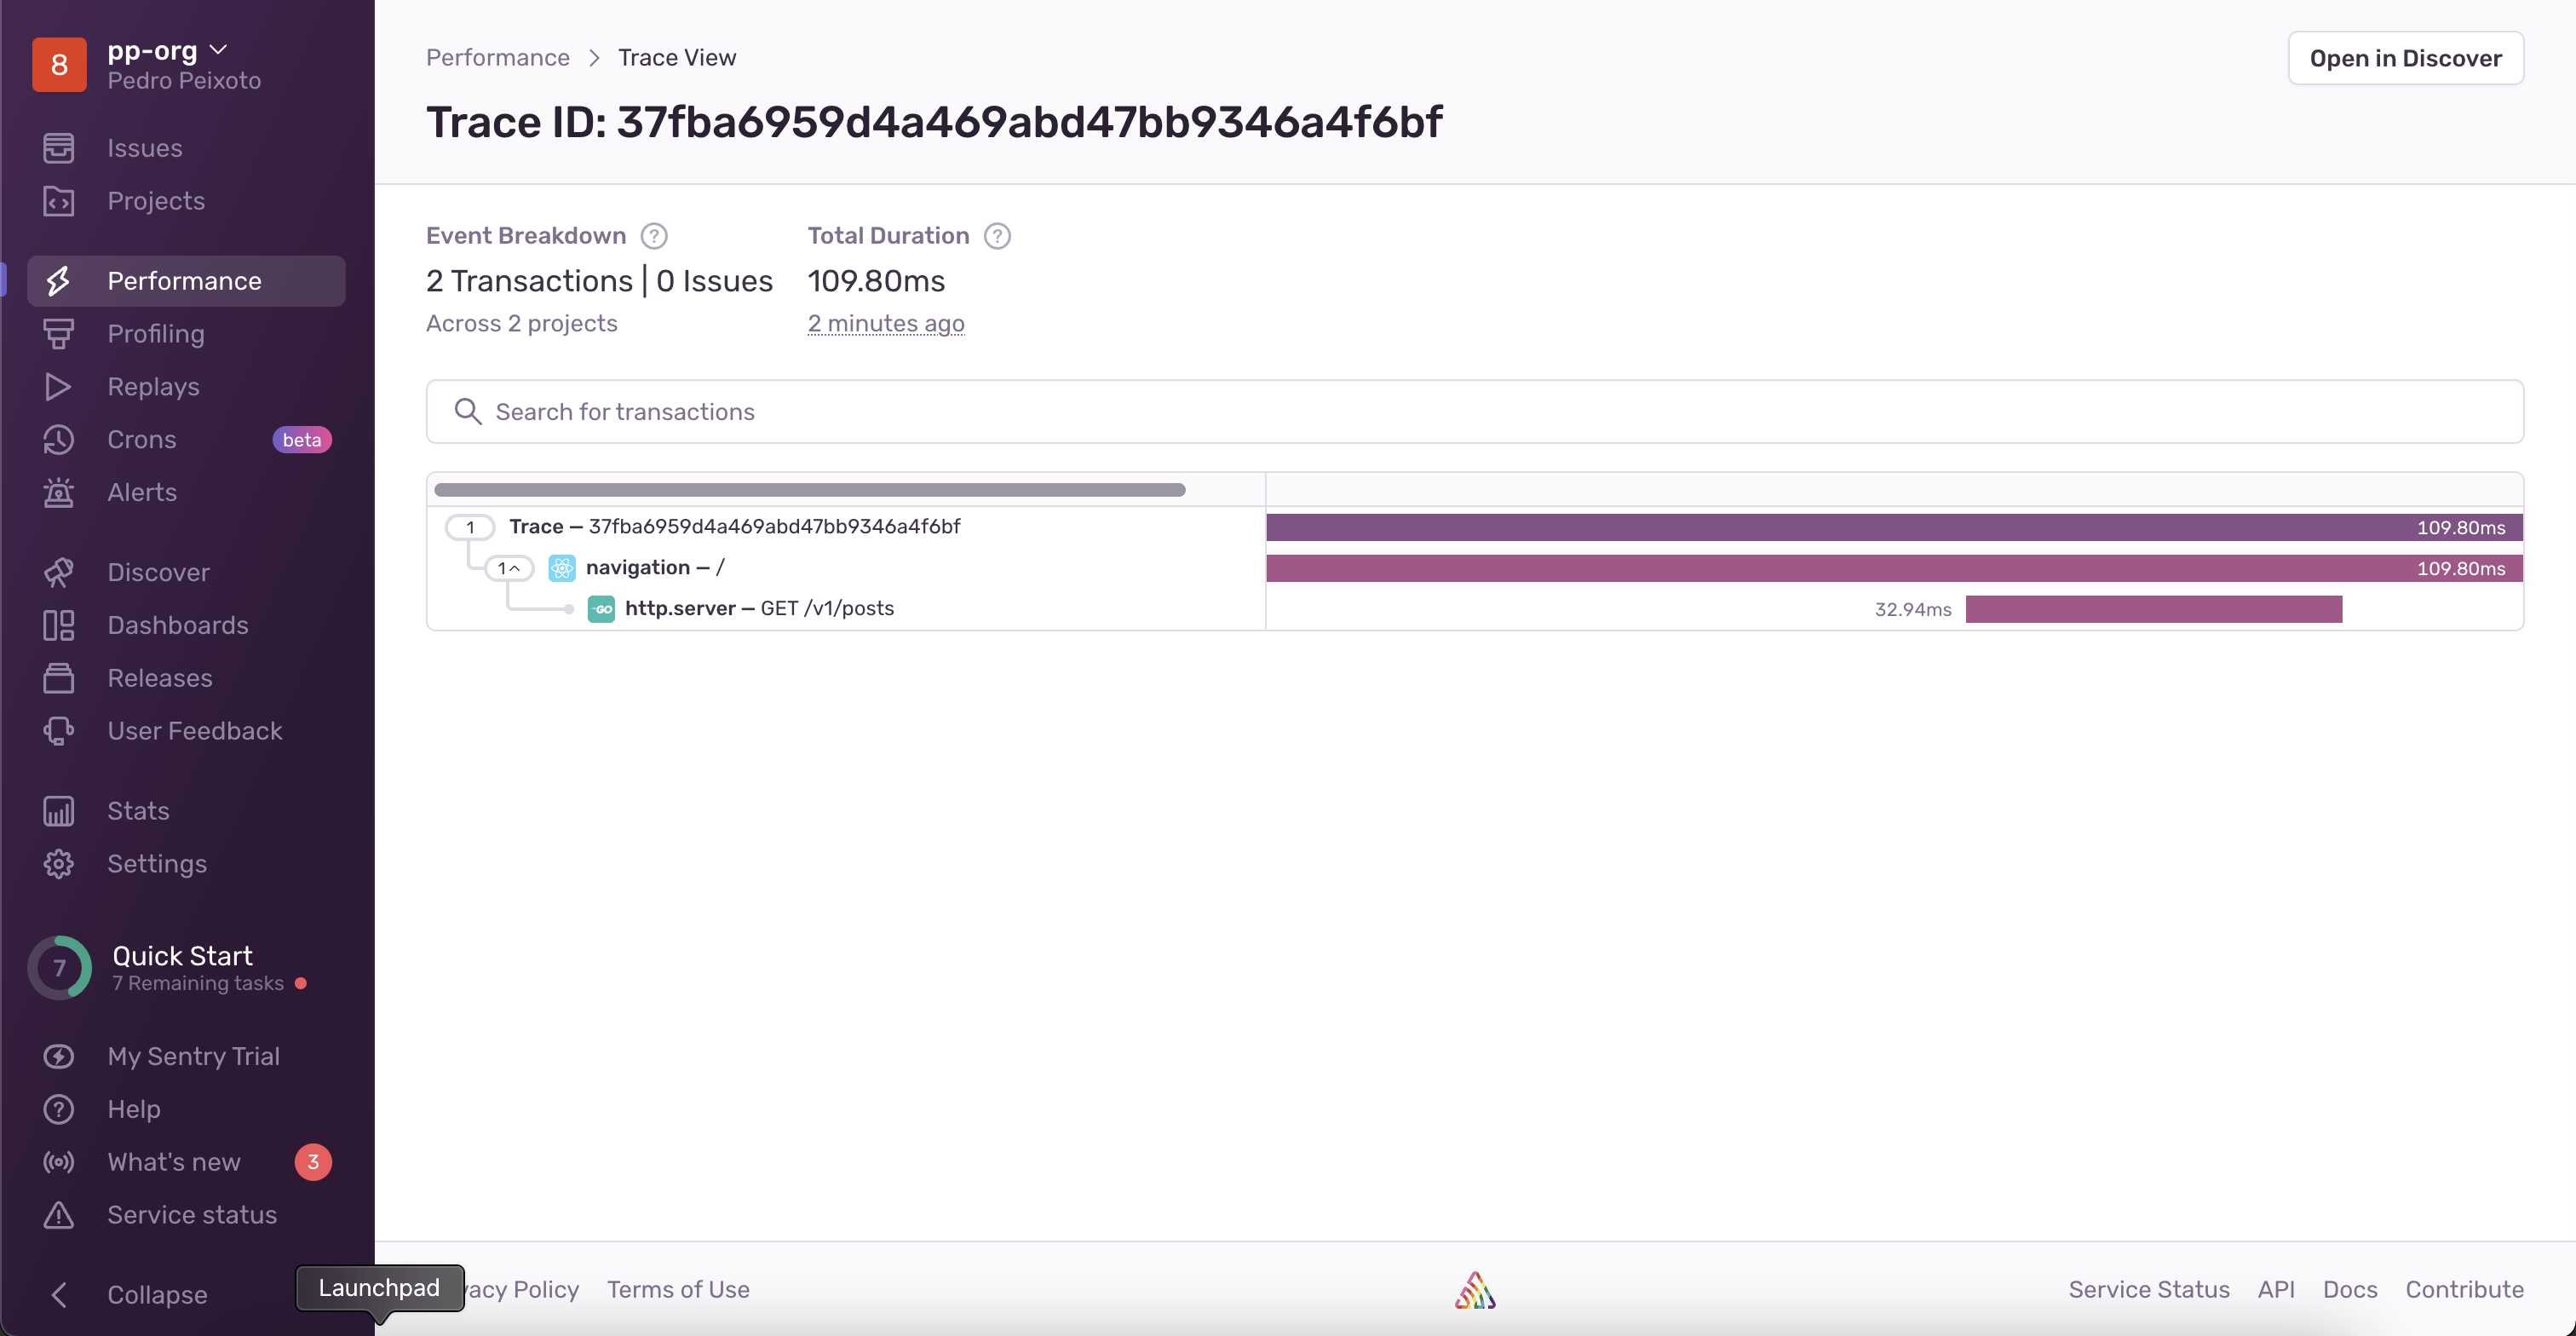 8
pp-org
Pedro Peixoto
Issues
Projects
Performance
Profiling
Replays
Crons beta
Alerts
Discover
Dashboards
Releases
User Feedback
Stats
Settings
7
Quick Start
7 Remaining tasks
My Sentry Trial
Help
What's new 3
Service status
Collapse
Launchpad
Performance > Trace View
Open in Discover
Trace ID: 37fba6959d4a469abd47bb9346a4f6bf
Event Breakdown ?
2 Transactions | 0 Issues
Across 2 projects
Total Duration ?
109.80ms
2 minutes ago
Search for transactions
1 Trace — 37fba6959d4a469abd47bb9346a4f6bf 109.80ms
1 navigation — / 109.80ms
GO http.server — GET /v1/posts 32.94ms
vacy Policy Terms of Use
Service Status API Docs Contribute